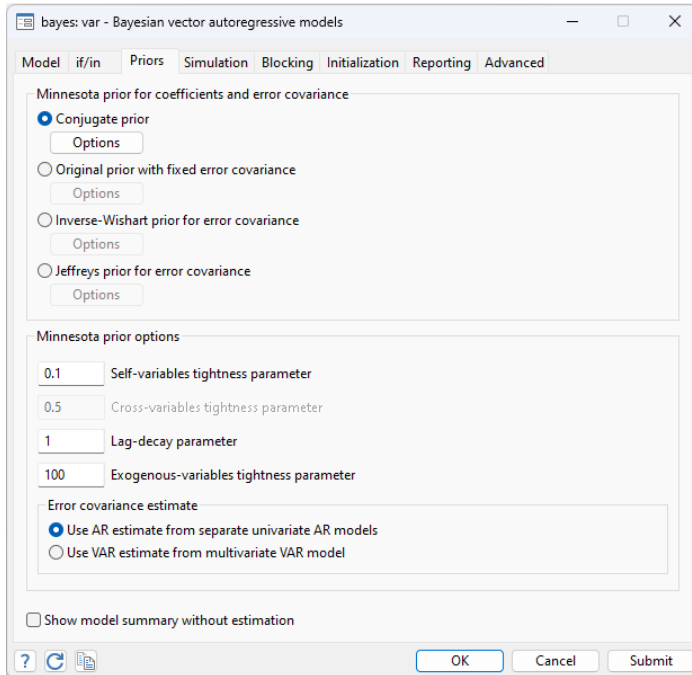 bayes: var - Bayesian vector autoregressive models
Model if/in Priors Simulation Blocking Initialization Reporting Advanced
Minnesota prior for coefficients and error covariance
Conjugate prior
Options
Original prior with fixed error covariance
Options
Inverse-Wishart prior for error covariance
Options
Jeffreys prior for error covariance
Options
Minnesota prior options
0.1 Self-variables tightness parameter
0.5 Cross-variables tightness parameter
1 Lag-decay parameter
100 Exogenous-variables tightness parameter
Error covariance estimate
Use AR estimate from separate univariate AR models
Use VAR estimate from multivariate VAR model
Show model summary without estimation
? OK Cancel Submit